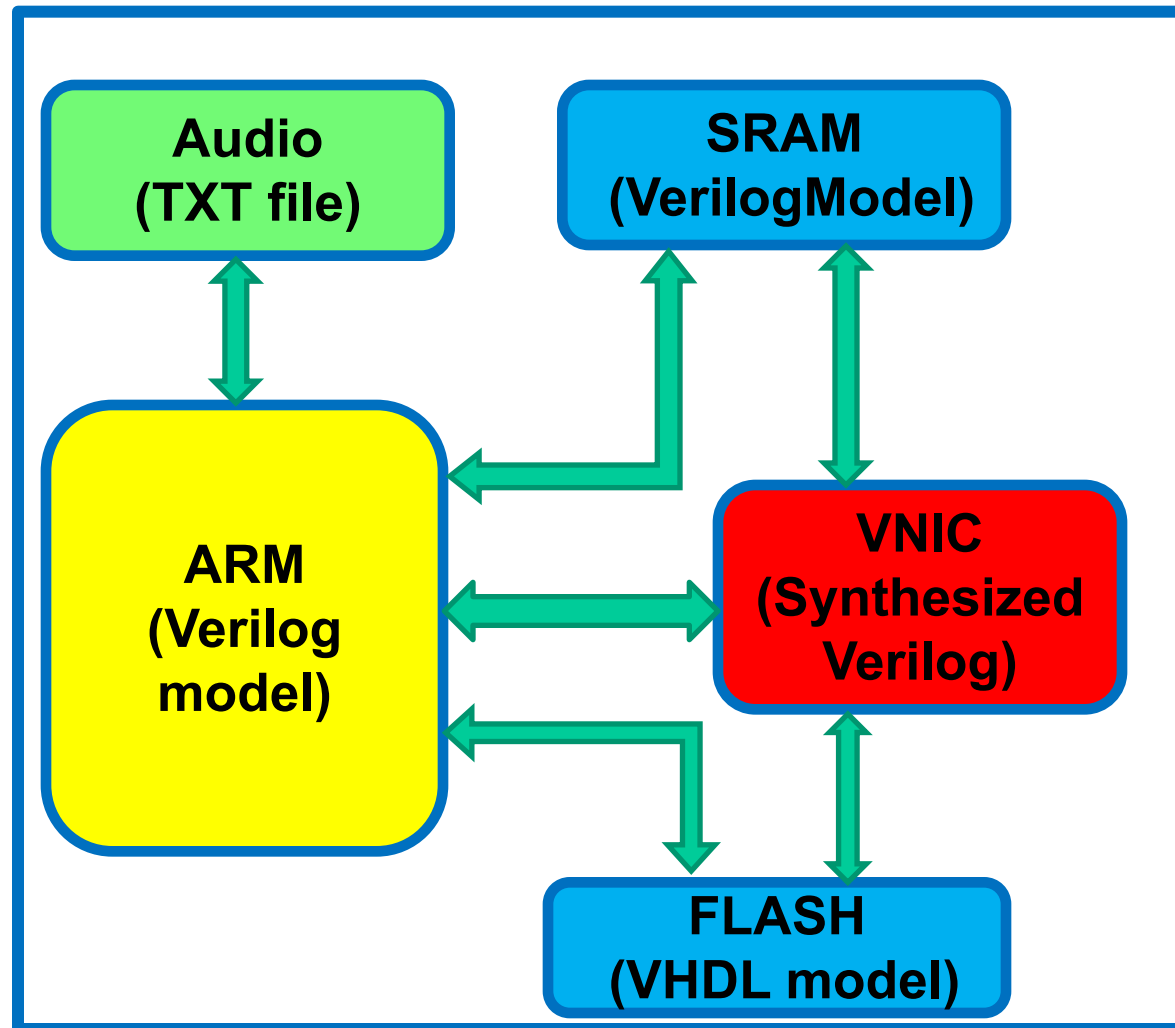 Audio
(TXT file)
SRAM
(VerilogModel)
ARM
(Verilog
model)
VNIC
(Synthesized
Verilog)
FLASH
(VHDL model)